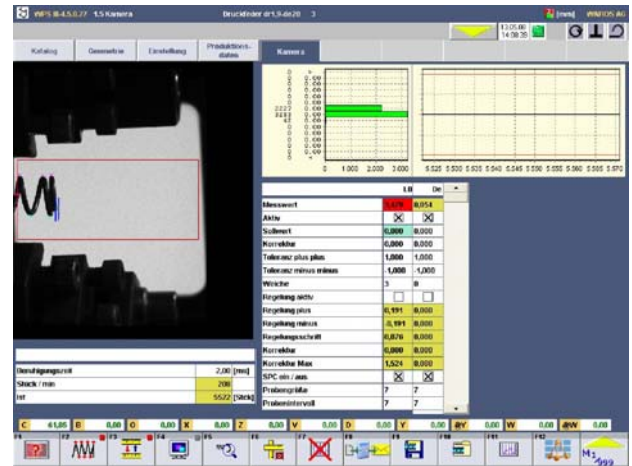 WPS III-4.5.0.27 1.5 Kamera
Druckfeder dr1,9-de20 3
[mm] WAFIOS AG
13.05.00
14:08:39
Katalog Geometrie Einstellung Produktions-daten Kamera
0 1.000 2.000 3.000
5.525 5.530 5.535 5.540 5.545 5.550 5.555 5.560 5.565 5.570
L0 De
Messwert 0,054
Aktiv
Sollwert 0,000 0,000
Korrektur 0,000 0,000
Toleranz plus plus 1,000 1,000
Toleranz minus minus -1,000 -1,000
Weiche 3 0
Regelung aktiv
Regelung plus 0,191 0,000
Regelung minus -0,191 0,000
Regelungsschritt 0,076 0,000
Korrektur 0,000 0,000
Korrektur Max 1,524 0,000
SPC ein / aus
Probengröße 7 7
Probenintervall 7 7
Beruhigungszeit 2,00 [ms]
Stück / min 200
Ist 5522 [Stck]
C 61,05 B 0,00 O 0,00 X 0,00 Z 0,00 V 0,00 D 0,00 Y 0,00 @Y 0,00 W 0,00 @W 0,00
F1 F2 F3 F4 F5 F6 F7 F8 F9 F10 F11 F12
M1/999